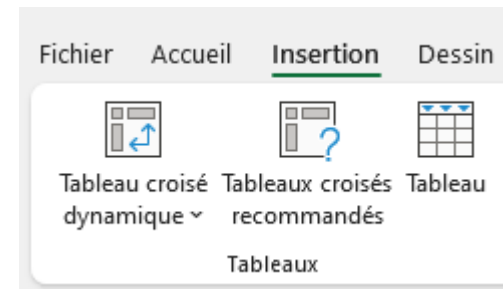 Fichier Accueil Insertion Dessin
Tableau croisé dynamique
Tableaux croisés recommandés
Tableau
Tableaux